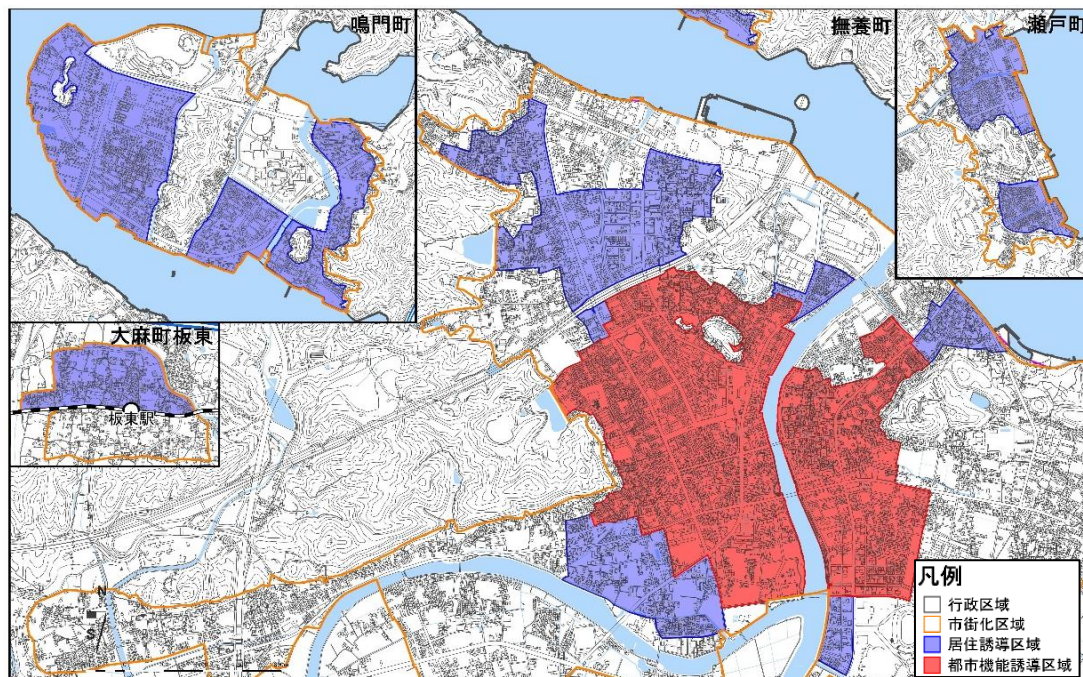 鳴門町
撫養町
瀬戸町
大麻町板東
板東駅
N
S
凡例
行政区域
市街化区域
居住誘導区域
都市機能誘導区域